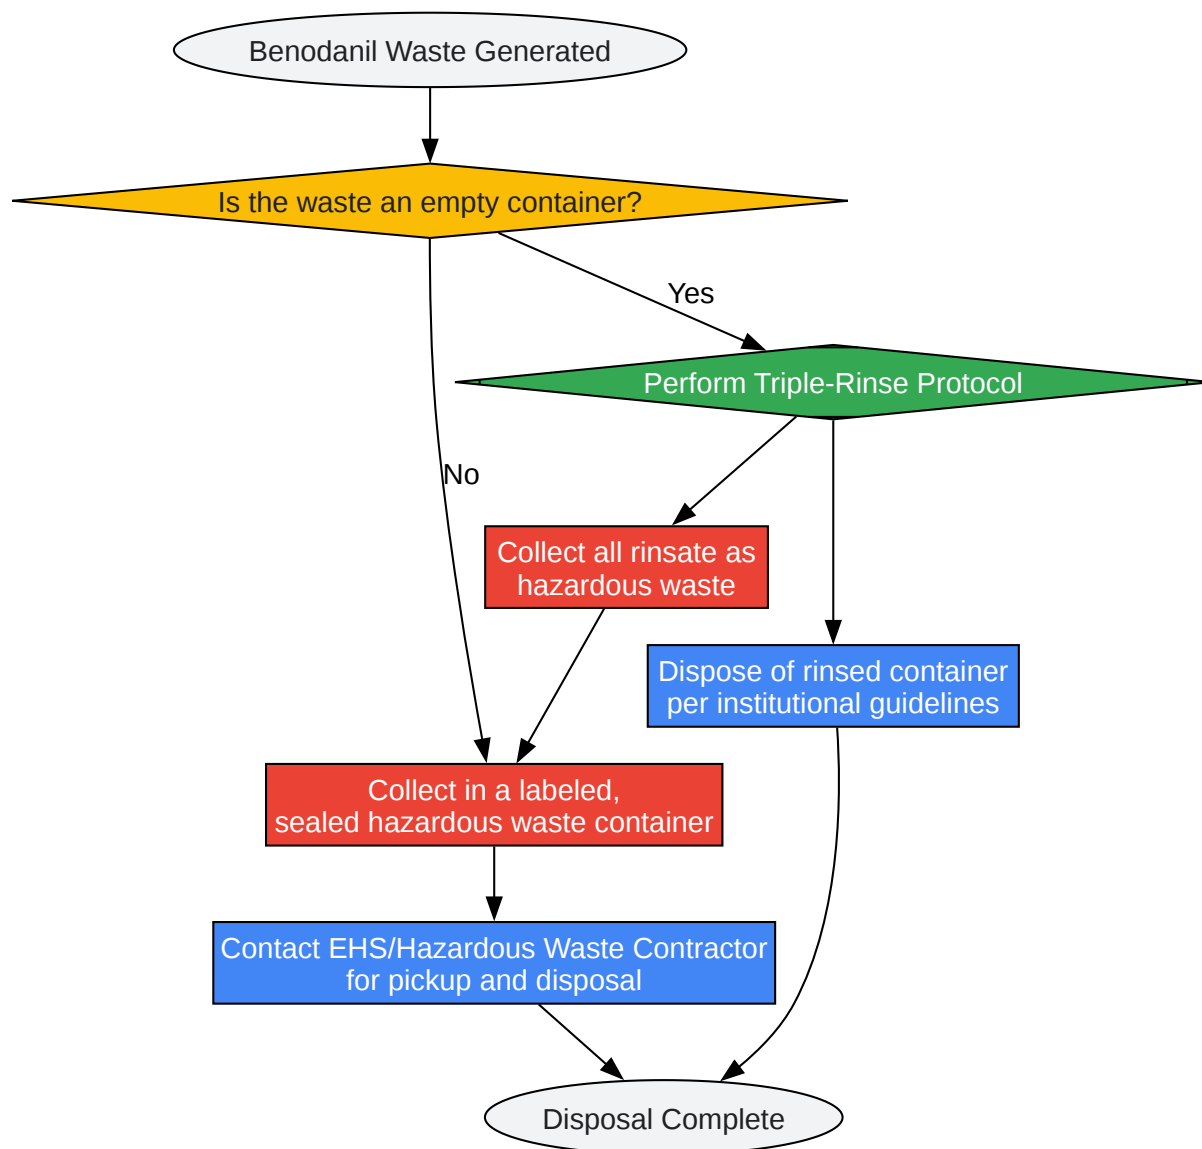 Benodanil Waste Generated
Is the waste an empty container?
Yes
Perform Triple-Rinse Protocol
No
Collect all rinsate as
hazardous waste
Dispose of rinsed container
per institutional guidelines
Collect in a labeled,
sealed hazardous waste container
Contact EHS/Hazardous Waste Contractor
for pickup and disposal
Disposal Complete